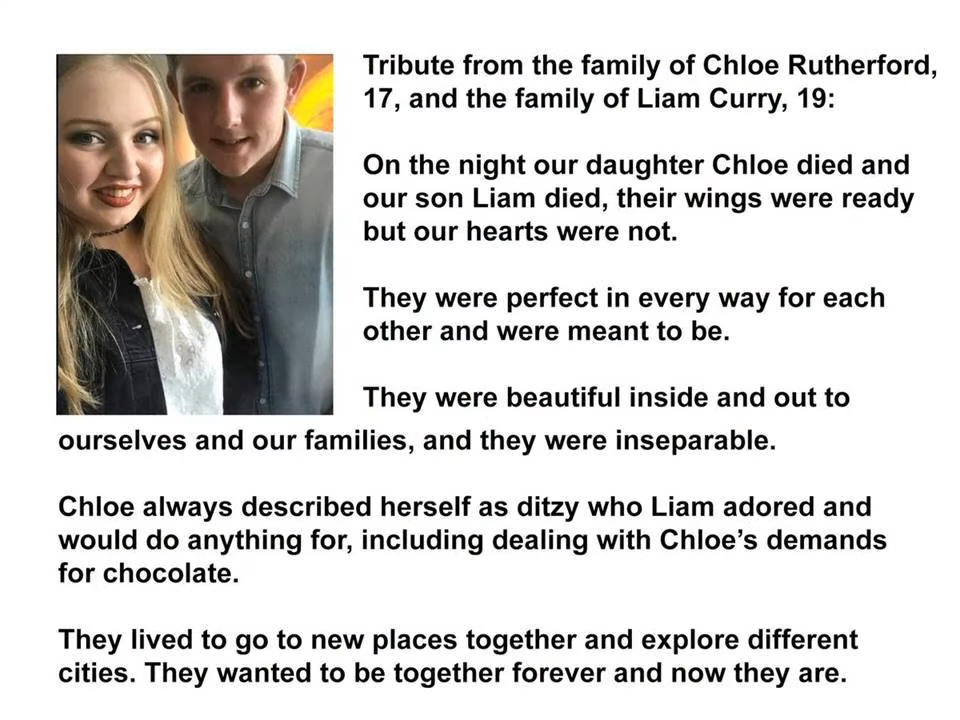 Tribute from the family of Chloe Rutherford,
17, and the family of Liam Curry, 19:
On the night our daughter Chloe died and
our son Liam died, their wings were ready
but our hearts were not.
They were perfect in every way for each
other and were meant to be.
They were beautiful inside and out to
ourselves and our families, and they were inseparable.
Chloe always described herself as ditzy who Liam adored and
would do anything for, including dealing with Chloe’s demands
for chocolate.
They lived to go to new places together and explore different
cities. They wanted to be together forever and now they are.